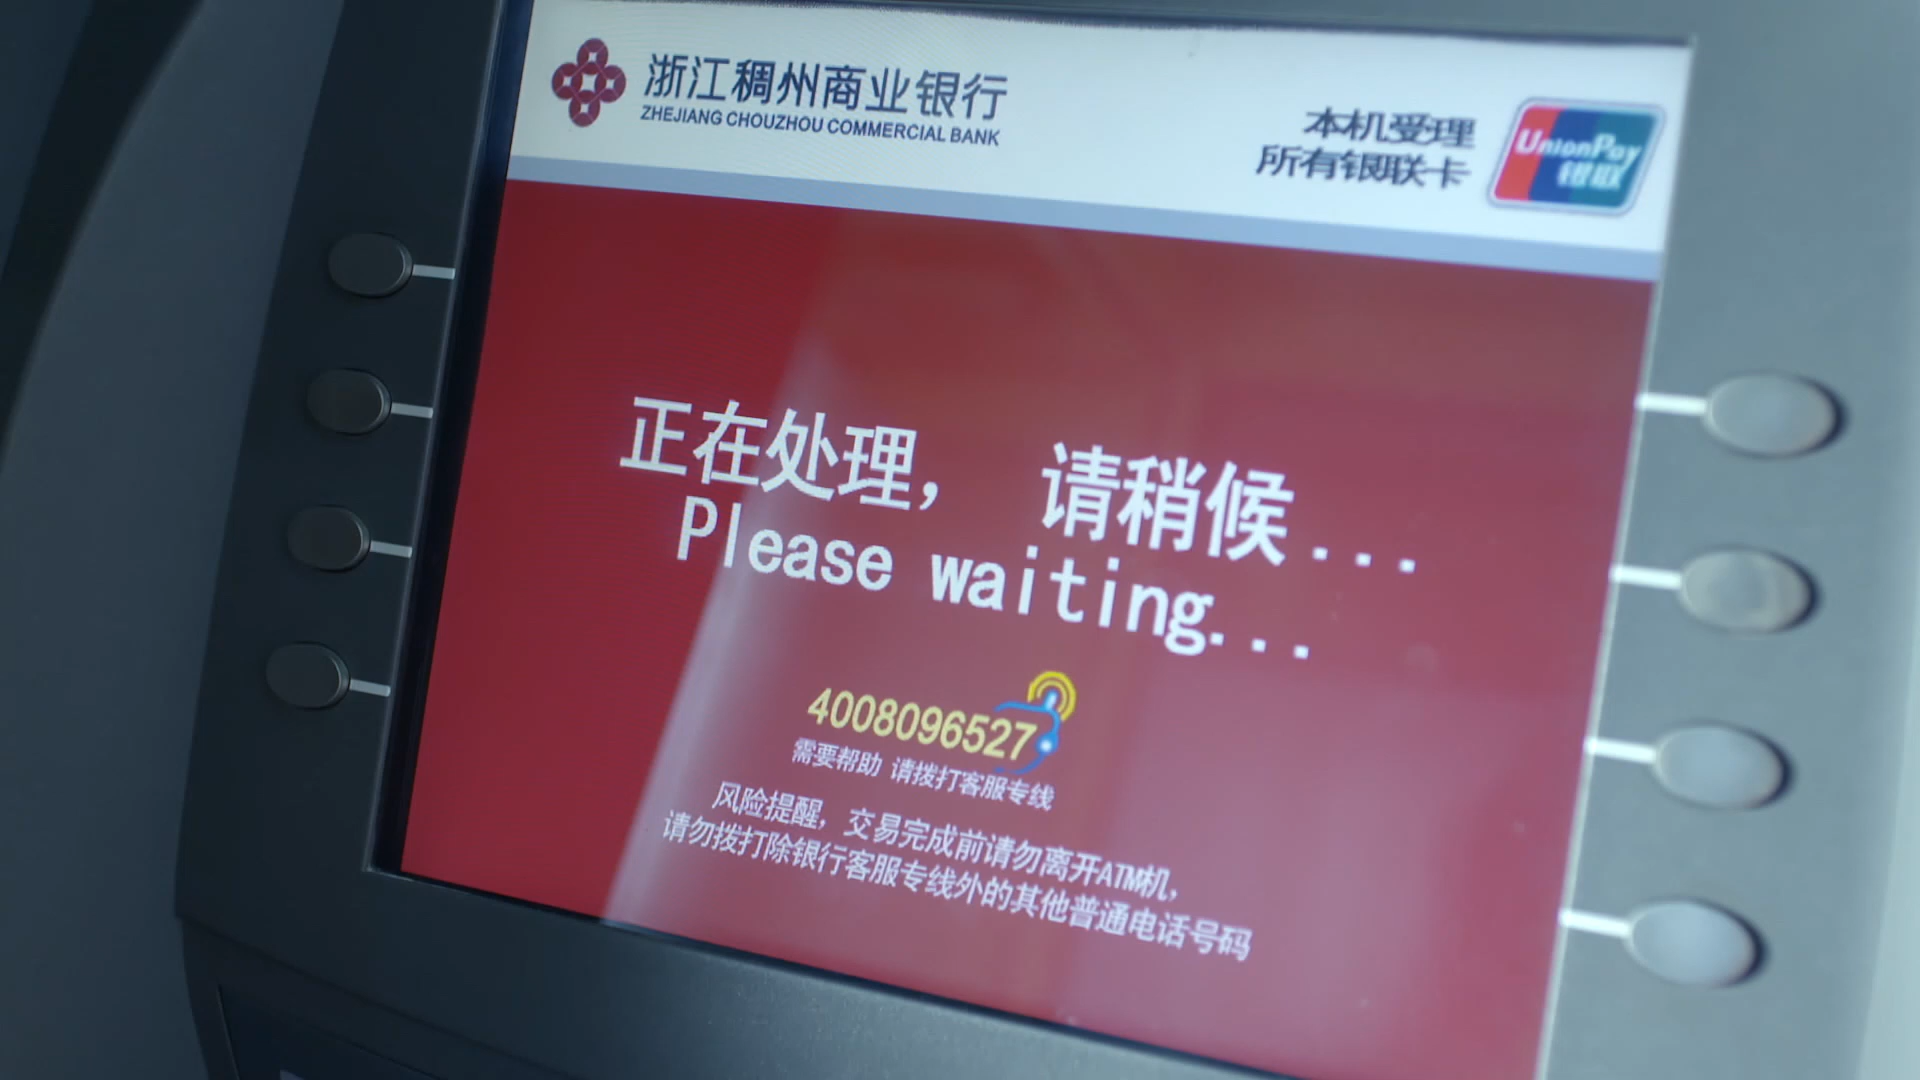 浙江稠州商业银行
ZHEJIANG CHOUZHOU COMMERCIAL BANK
本机受理
所有银联卡
UnionPay
银联
正在处理， 请稍候...
Please waiting...
4008096527
需要帮助 请拨打客服专线
风险提醒，交易完成前请勿离开ATM机，
请勿拨打除银行客服专线外的其他普通电话号码